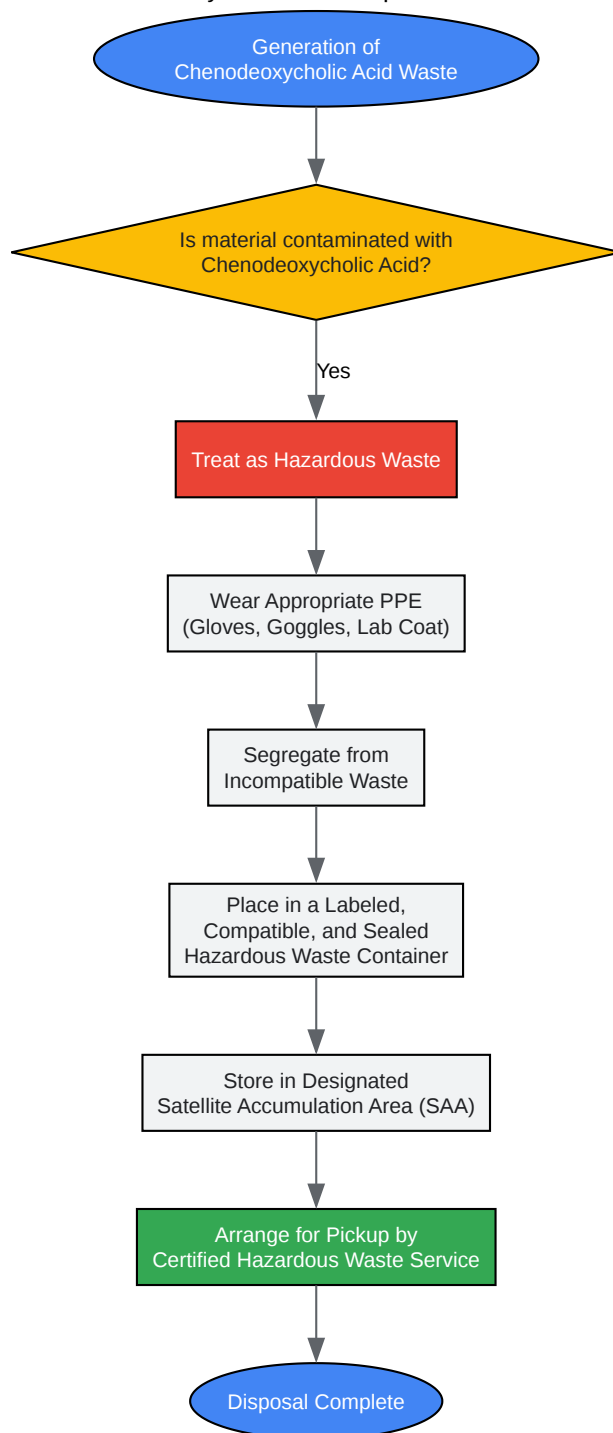 Generation of
Chenodeoxycholic Acid Waste
Is material contaminated with
Chenodeoxycholic Acid?
Yes
Treat as Hazardous Waste
Wear Appropriate PPE
(Gloves, Goggles, Lab Coat)
Segregate from
Incompatible Waste
Place in a Labeled,
Compatible, and Sealed
Hazardous Waste Container
Store in Designated
Satellite Accumulation Area (SAA)
Arrange for Pickup by
Certified Hazardous Waste Service
Disposal Complete